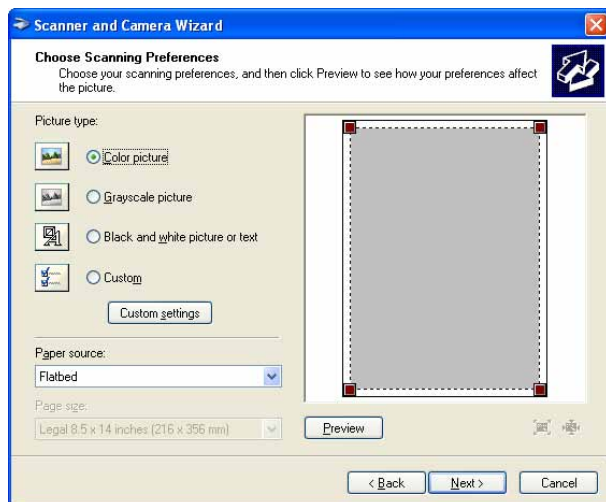 Scanner and Camera Wizard
Choose Scanning Preferences
Choose your scanning preferences, and then click Preview to see how your preferences affect
the picture.
Picture type:
Color picture
Grayscale picture
Black and white picture or text
Custom
Custom settings
Paper source:
Flatbed
Page size:
Legal 8.5 x 14 inches (216 x 356 mm)
Preview
< Back
Next >
Cancel